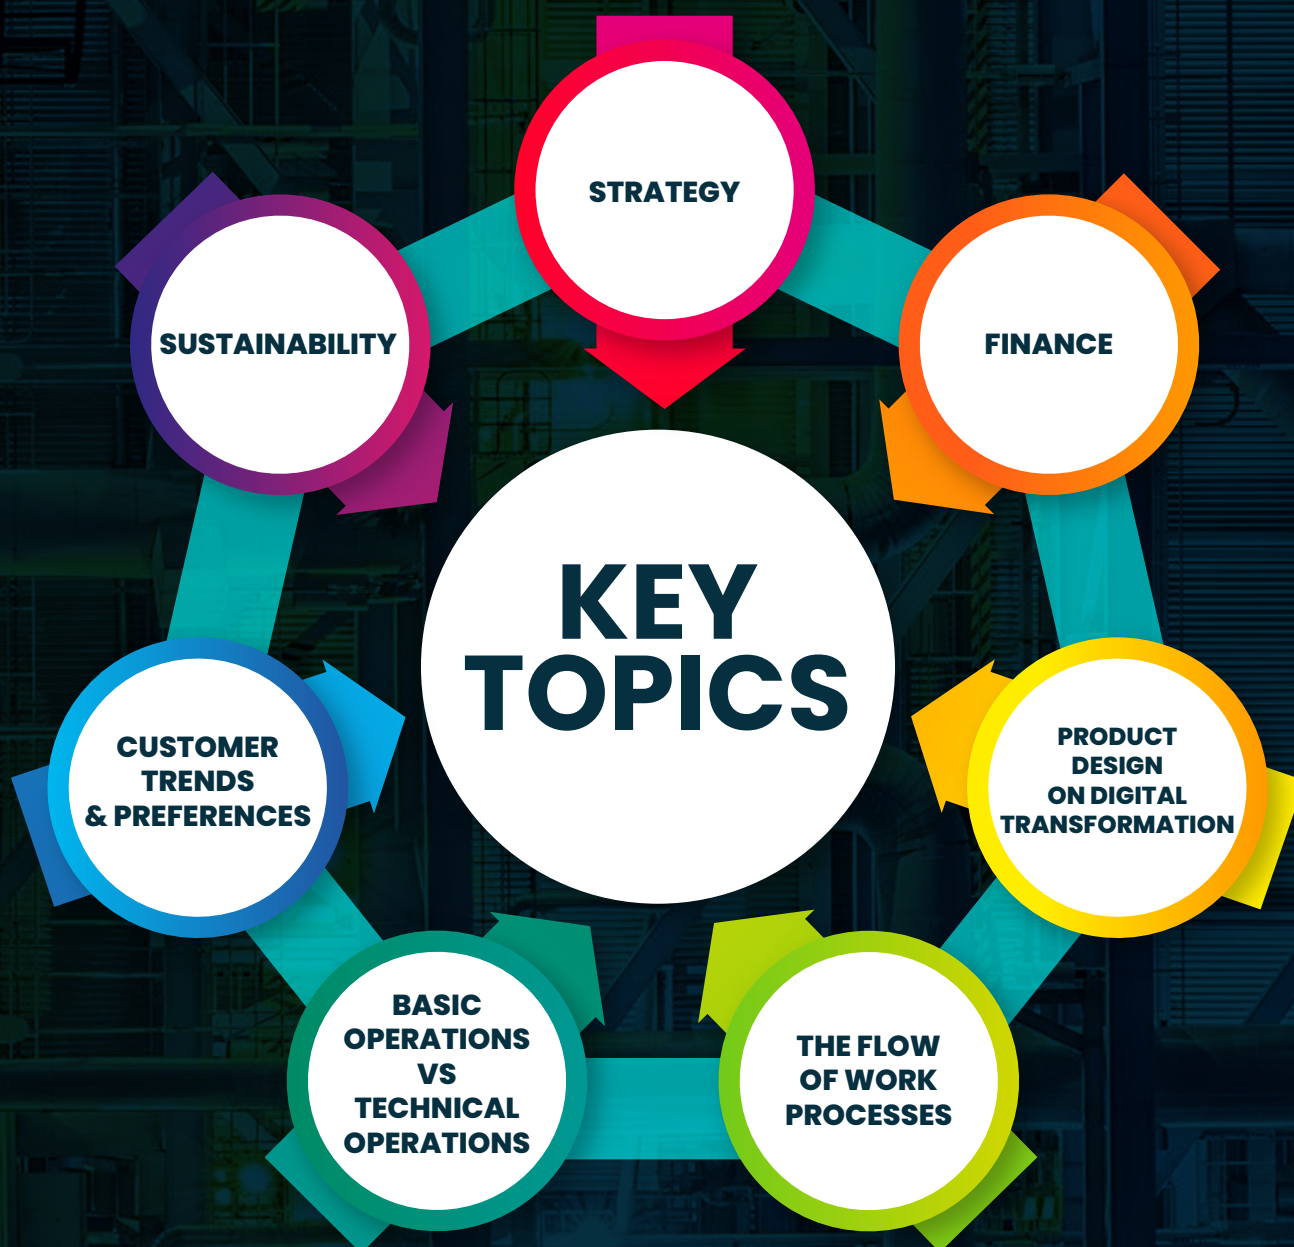 STRATEGY
FINANCE
PRODUCT
DESIGN
ON DIGITAL
TRANSFORMATION
THE FLOW
OF WORK
PROCESSES
BASIC
OPERATIONS
VS
TECHNICAL
OPERATIONS
CUSTOMER
TRENDS
& PREFERENCES
SUSTAINABILITY
KEY
TOPICS